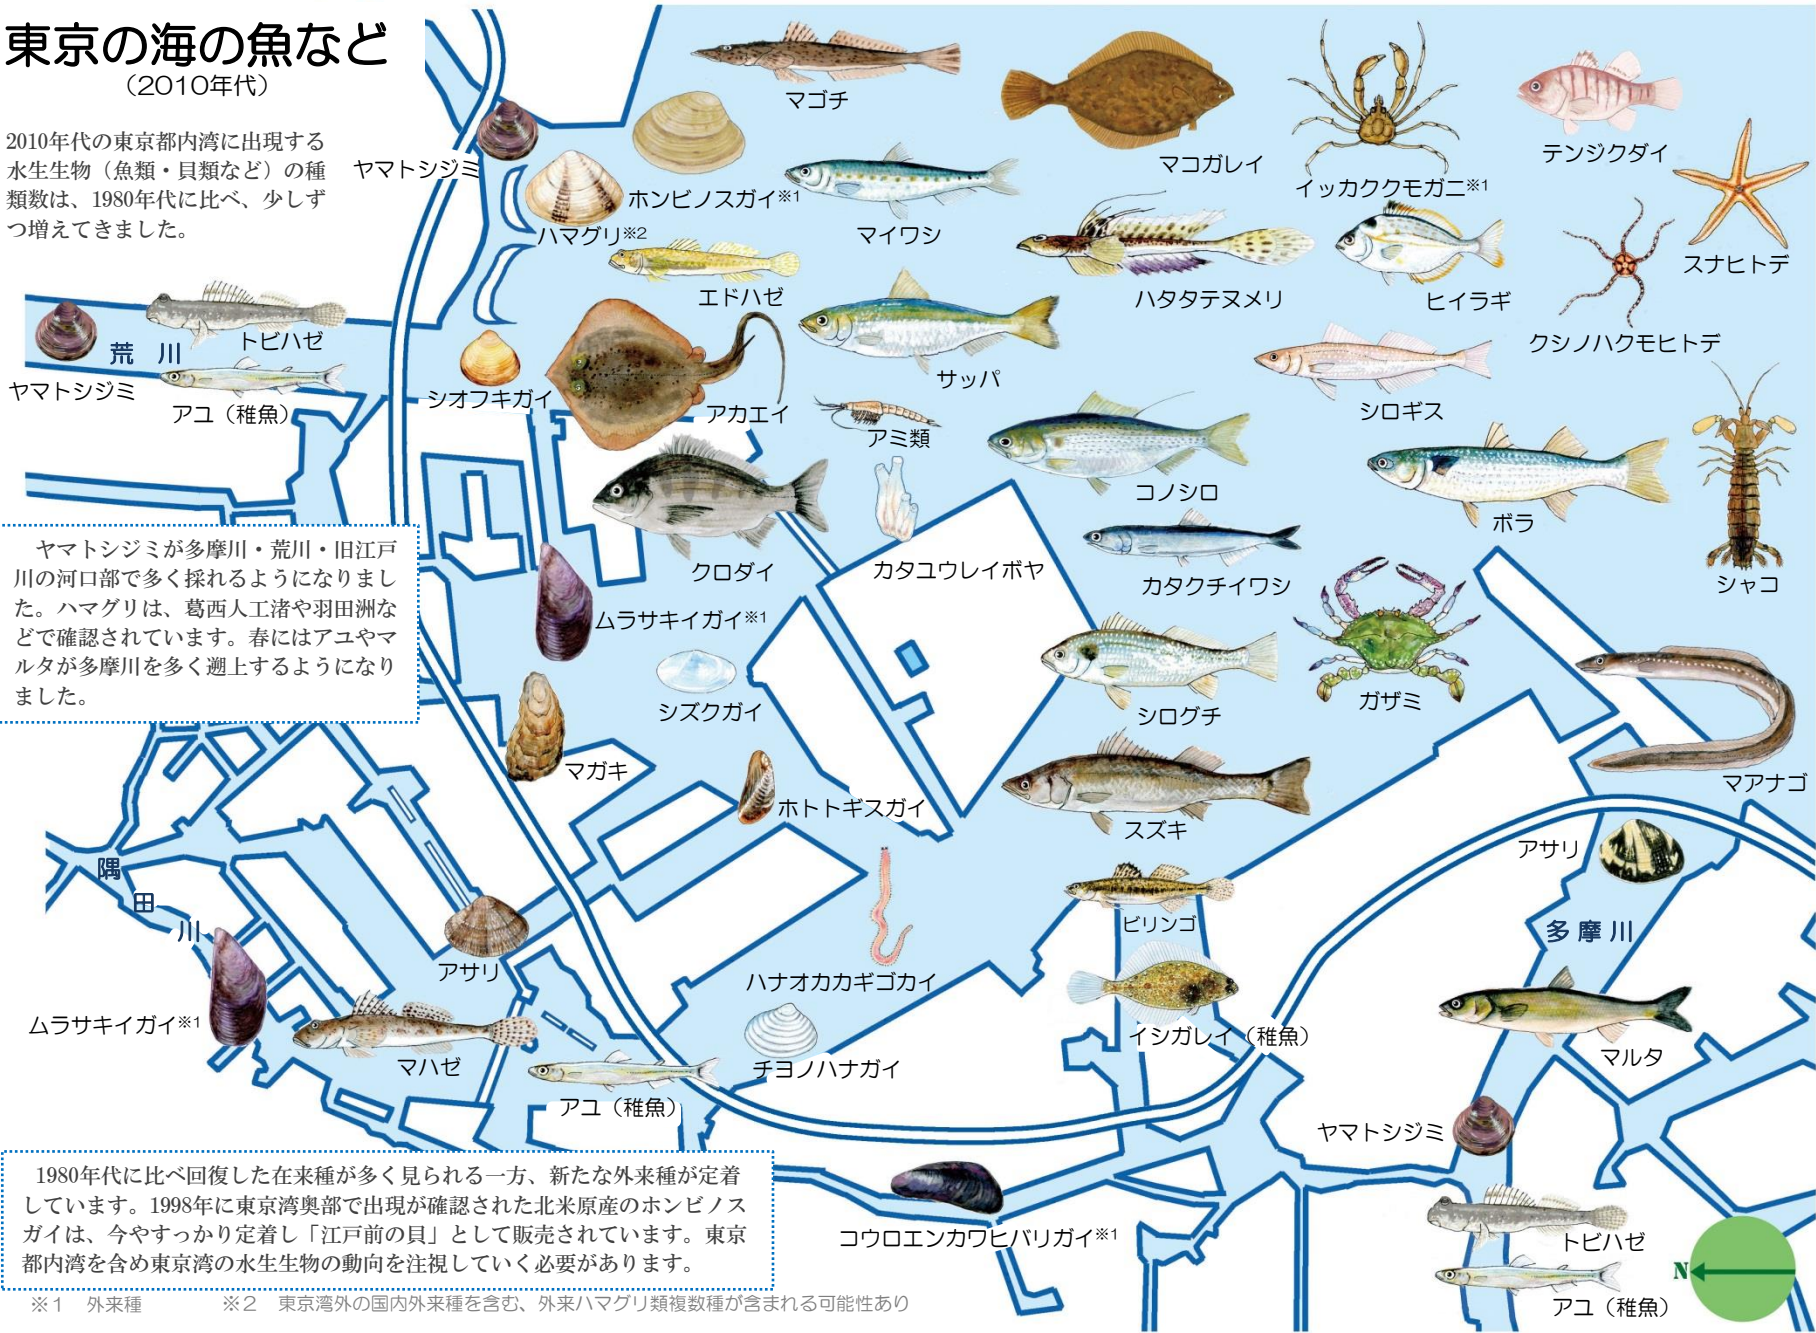 東京の海の魚など
（2010年代）
2010年代の東京都内湾に出現する
水生生物（魚類・貝類など）の種
類数は、1980年代に比べ、少しず
つ増えてきました。
マゴチ
マコガレイ
イッカククモガニ※1
テンジクダイ
ヤマトシジミ
ホンビノスガイ※1
ハマグリ※2
マイワシ
スナヒトデ
エドハゼ
ハタタテヌメリ
ヒイラギ
クシノハクモヒトデ
トビハゼ
荒 川
ヤマトシジミ
アユ（稚魚）
シオフキガイ
アカエイ
サッパ
アミ類
シロギス
コノシロ
ボラ
シャコ
クロダイ
カタユウレイボヤ
カタクチイワシ
ヤマトシジミが多摩川・荒川・旧江戸
川の河口部で多く採れるようになりまし
た。ハマグリは、葛西人工渚や羽田洲な
どで確認されています。春にはアユやマ
ルタが多摩川を多く遡上するようになり
ました。
ムラサキイガイ※1
シズクガイ
シログチ
ガザミ
マアナゴ
マガキ
ホトトギスガイ
スズキ
アサリ
隅
田
川
ビリンゴ
多 摩 川
アサリ
ハナオカカギゴカイ
ムラサキイガイ※1
マハゼ
イシガレイ（稚魚）
マルタ
チヨノハナガイ
アユ（稚魚）
ヤマトシジミ
1980年代に比べ回復した在来種が多く見られる一方、新たな外来種が定着
しています。1998年に東京湾奥部で出現が確認された北米原産のホンビノス
ガイは、今やすっかり定着し「江戸前の貝」として販売されています。東京
都内湾を含め東京湾の水生生物の動向を注視していく必要があります。
コウロエンカワヒバリガイ※1
トビハゼ
N
アユ（稚魚）
※１ 外来種
※２ 東京湾外の国内外来種を含む、外来ハマグリ類複数種が含まれる可能性あり